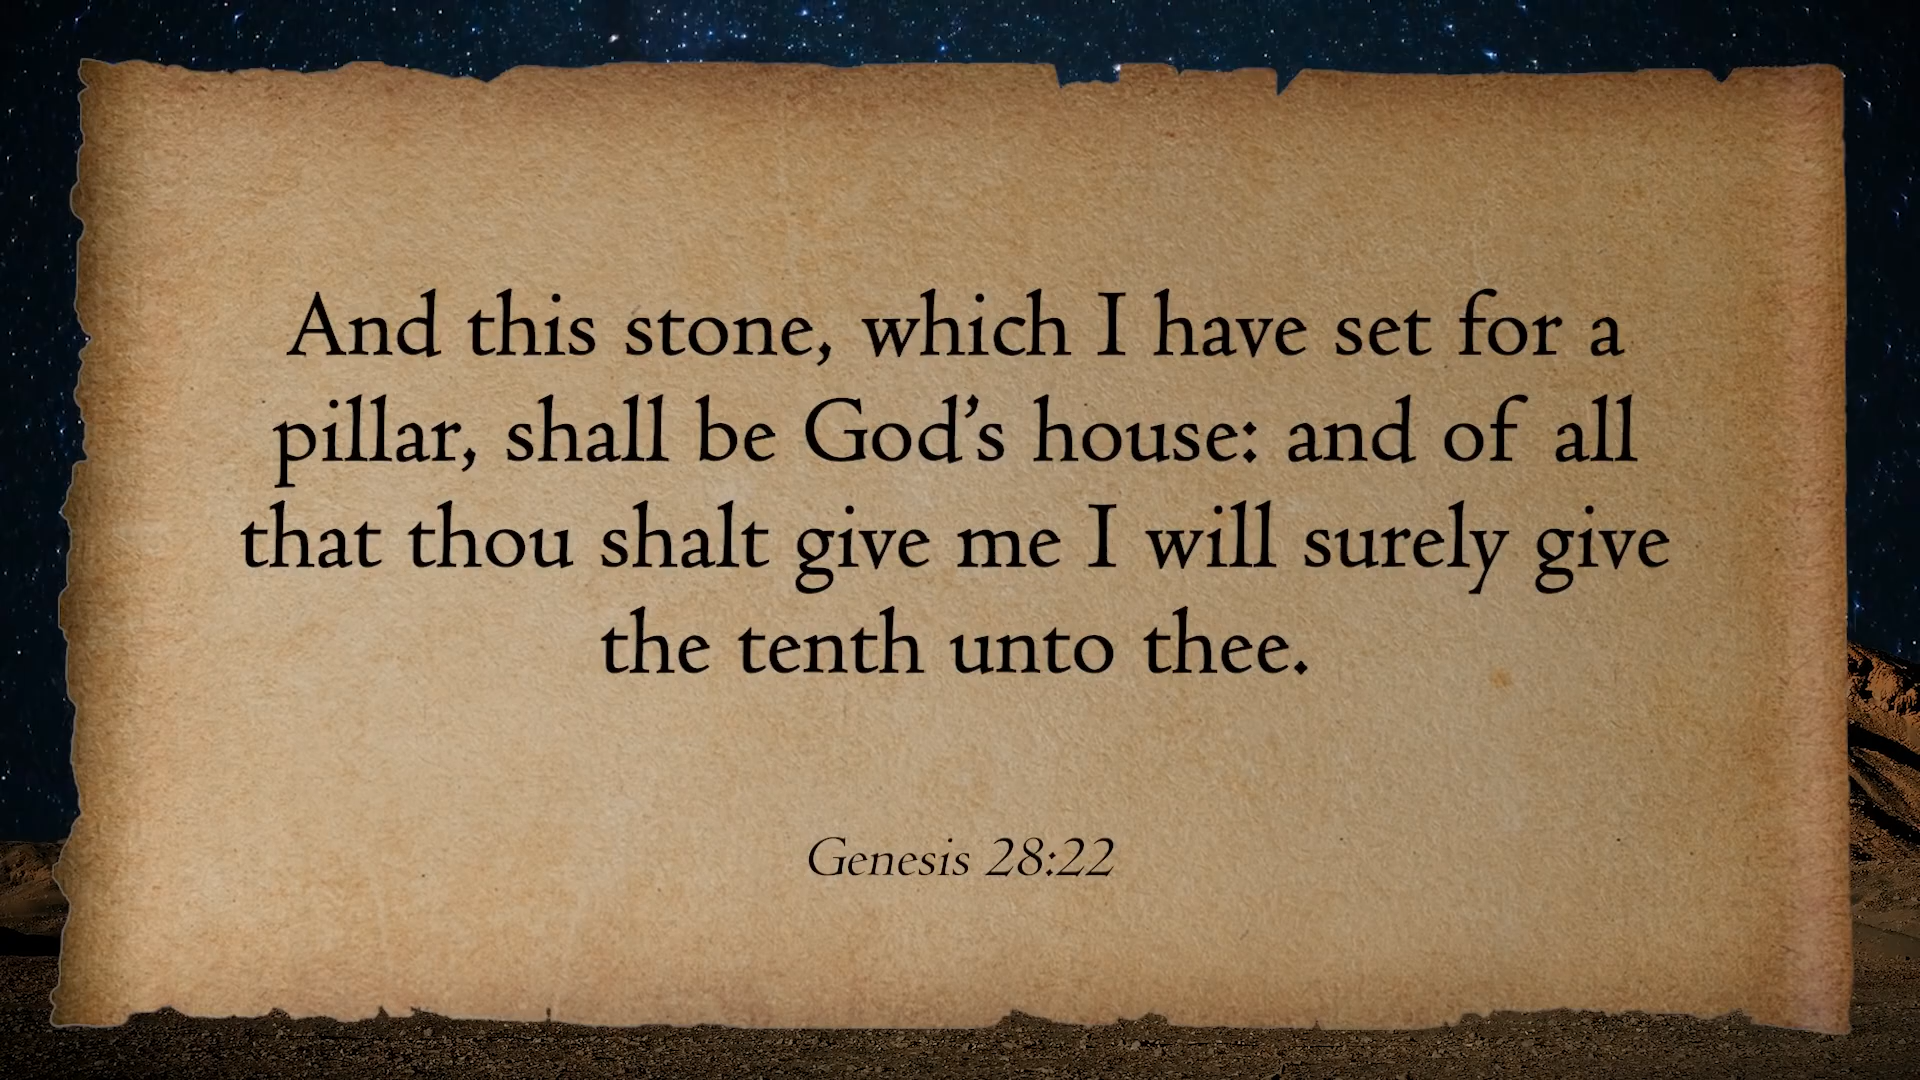 And this stone, which I have set for a
pillar, shall be God’s house: and of all
that thou shalt give me I will surely give
the tenth unto thee.
Genesis 28:22